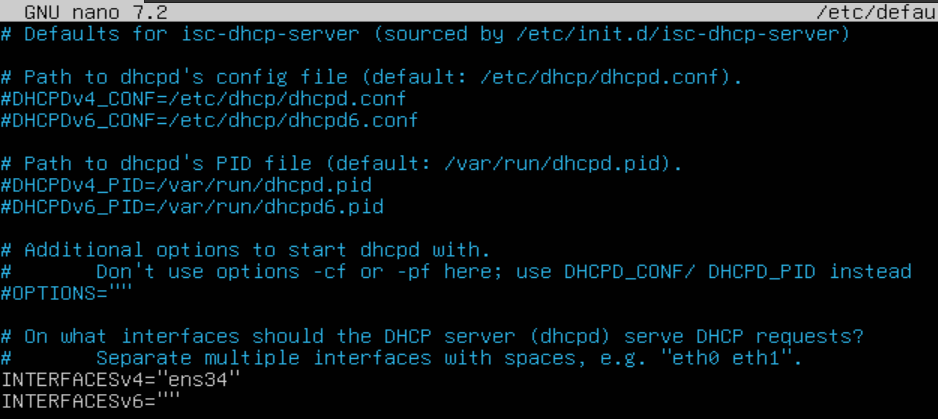 GNU nano 7.2 /etc/defau
# Defaults for isc-dhcp-server (sourced by /etc/init.d/isc-dhcp-server)
# Path to dhcpd's config file (default: /etc/dhcp/dhcpd.conf).
#DHCPDv4_CONF=/etc/dhcp/dhcpd.conf
#DHCPDv6_CONF=/etc/dhcp/dhcpd6.conf
# Path to dhcpd's PID file (default: /var/run/dhcpd.pid).
#DHCPDv4_PID=/var/run/dhcpd.pid
#DHCPDv6_PID=/var/run/dhcpd6.pid
# Additional options to start dhcpd with.
#       Don't use options -cf or -pf here; use DHCPD_CONF/ DHCPD_PID instead
#OPTIONS=""
# On what interfaces should the DHCP server (dhcpd) serve DHCP requests?
#       Separate multiple interfaces with spaces, e.g. "eth0 eth1".
INTERFACESv4="ens34"
INTERFACESv6=""